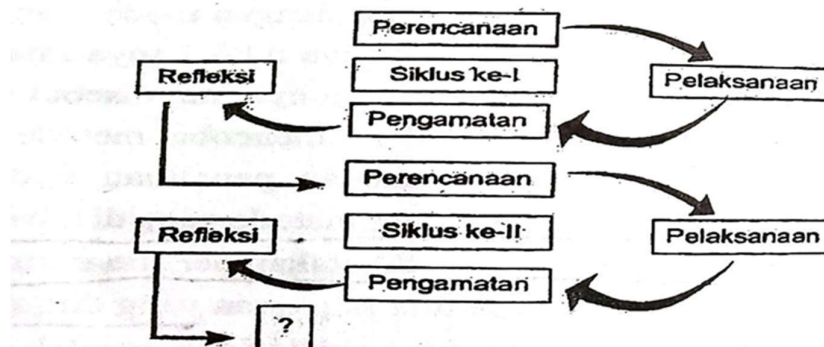 Perencanaan
Refleksi
Siklus ke-I
Pelaksanaan
Pengamatan
Perencanaan
Refleksi
Siklus ke-II
Pelaksanaan
Pengamatan
?